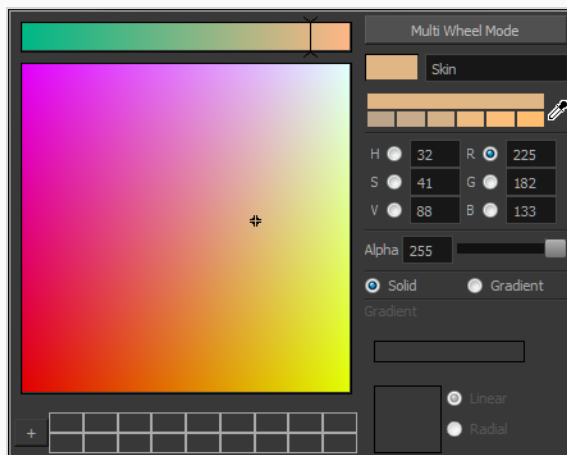 Multi Wheel Mode
Skin
H 32 R 225
S 41 G 182
V 88 B 133
Alpha 255
Solid Gradient
Gradient
Linear
+
Radial